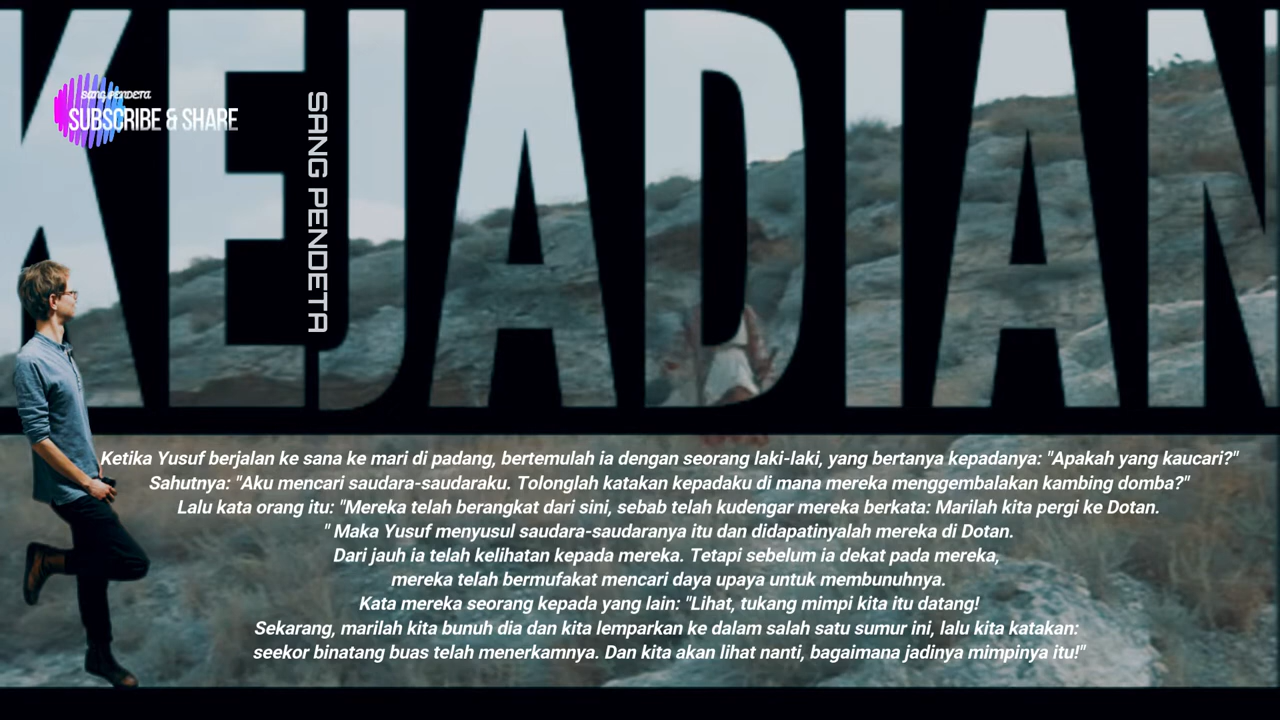 KEJADIAN
SANG PENDETA
SUBSCRIBE & SHARE
SANG PENDETA
Ketika Yusuf berjalan ke sana ke mari di padang, bertemulah ia dengan seorang laki-laki, yang bertanya kepadanya: "Apakah yang kaucari?"
Sahutnya: "Aku mencari saudara-saudaraku. Tolonglah katakan kepadaku di mana mereka menggembalakan kambing domba?"
Lalu kata orang itu: "Mereka telah berangkat dari sini, sebab telah kudengar mereka berkata: Marilah kita pergi ke Dotan.
" Maka Yusuf menyusul saudara-saudaranya itu dan didapatinyalah mereka di Dotan.
Dari jauh ia telah kelihatan kepada mereka. Tetapi sebelum ia dekat pada mereka,
mereka telah bermufakat mencari daya upaya untuk membunuhnya.
Kata mereka seorang kepada yang lain: "Lihat, tukang mimpi kita itu datang!
Sekarang, marilah kita bunuh dia dan kita lemparkan ke dalam salah satu sumur ini, lalu kita katakan:
seekor binatang buas telah menerkamnya. Dan kita akan lihat nanti, bagaimana jadinya mimpinya itu!"